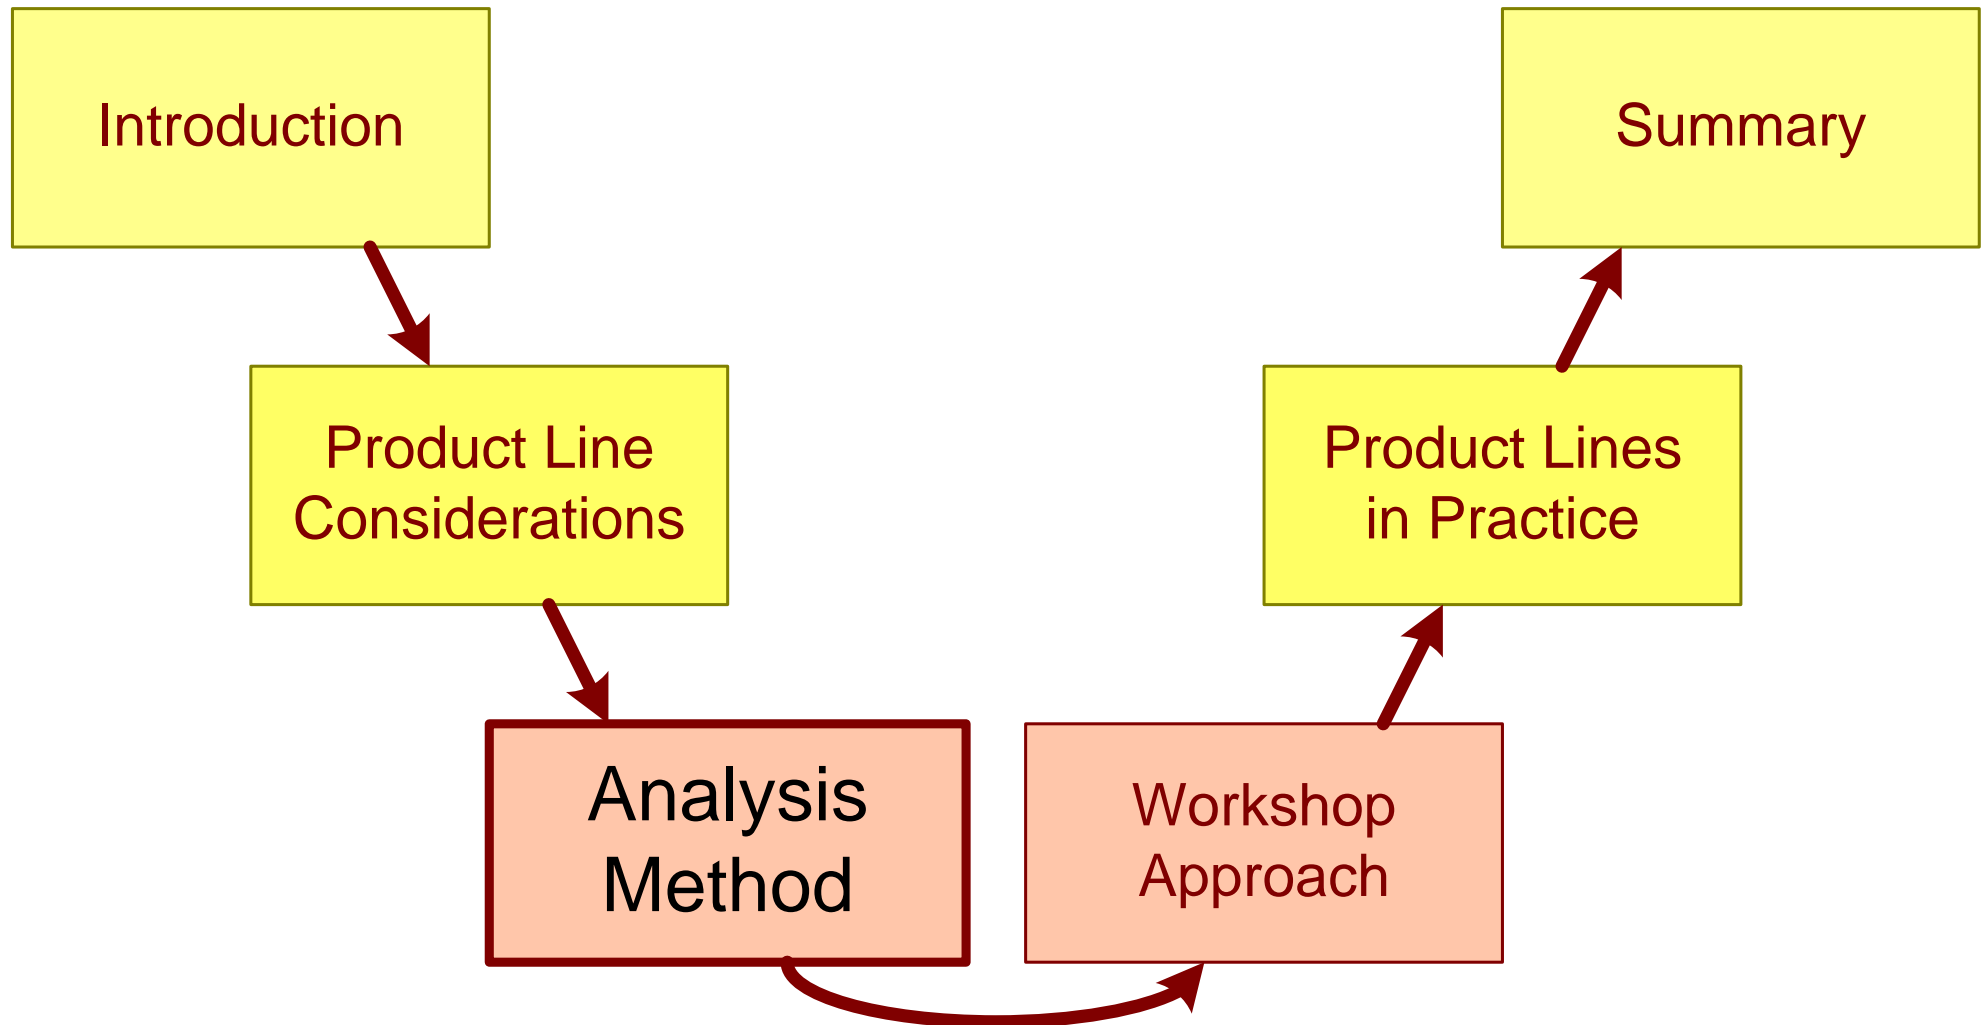 Introduction
Product Line
Considerations
Analysis
Method
Workshop
Approach
Product Lines
in Practice
Summary